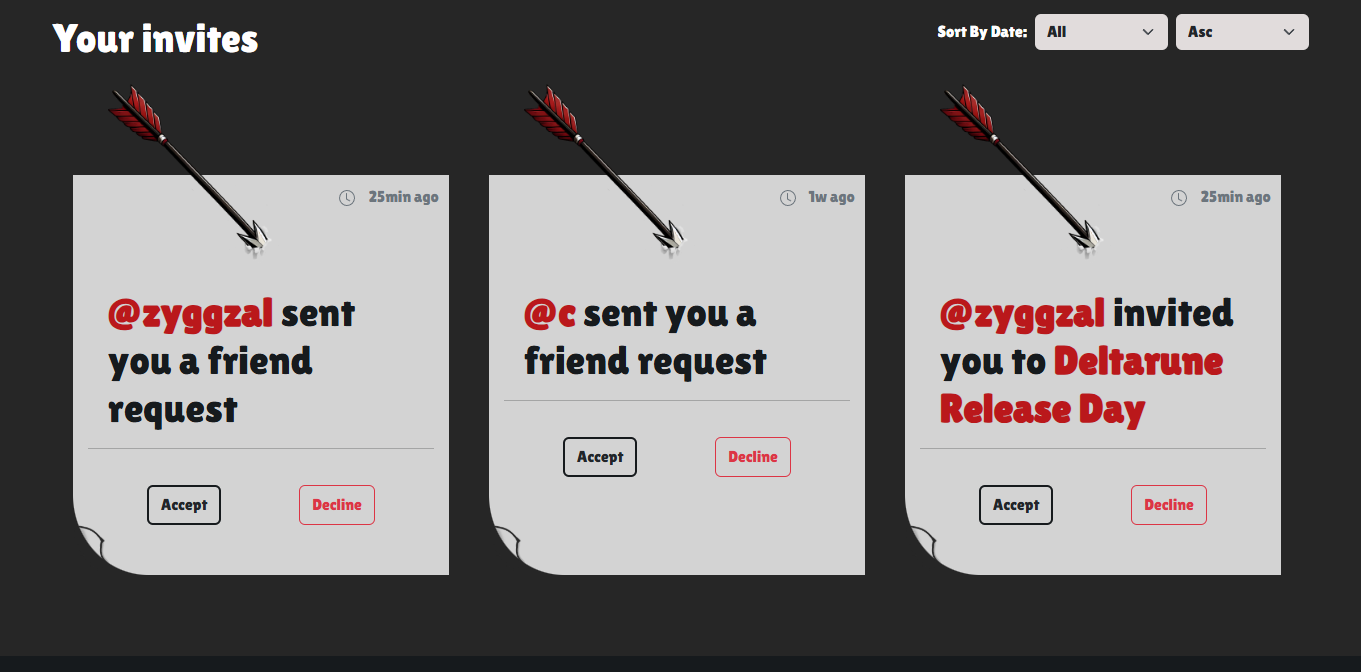 Your invites
Sort By Date: All Asc
25min ago
@zyggzal sent
you a friend
request
Accept Decline
1w ago
@c sent you a
friend request
Accept Decline
25min ago
@zyggzal invited
you to Deltarune
Release Day
Accept Decline